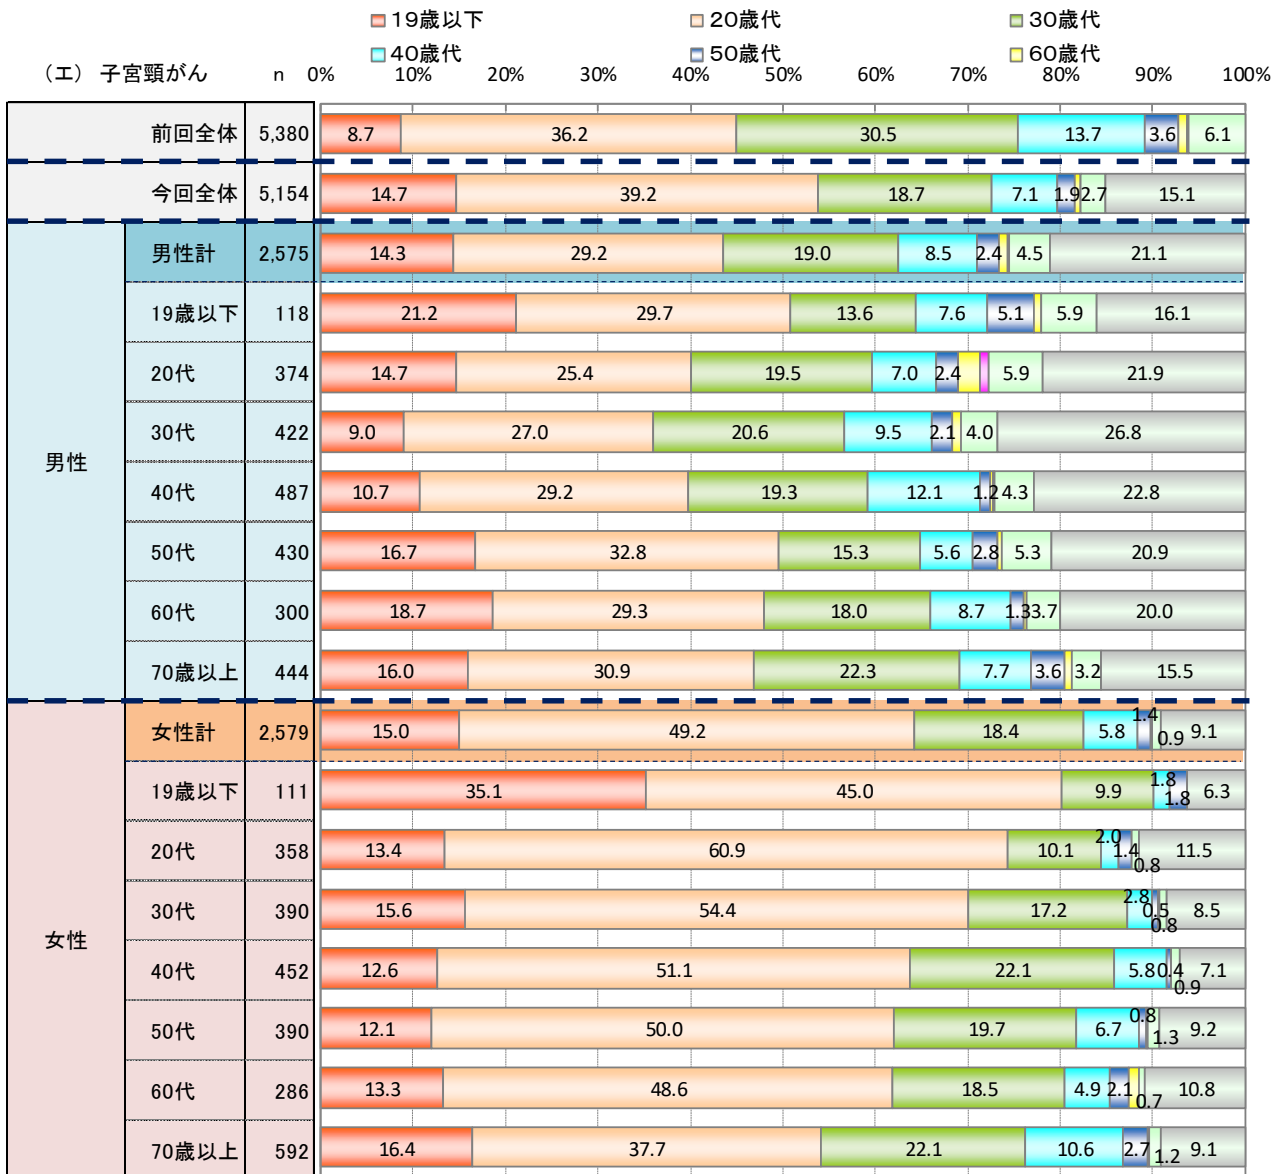 19歳以下 20歳代 30歳代
40歳代 50歳代 60歳代
（エ） 子宮頸がん n 0% 10% 20% 30% 40% 50% 60% 70% 80% 90% 100%
前回全体 5,380 8.7 36.2 30.5 13.7 3.6 6.1
今回全体 5,154 14.7 39.2 18.7 7.1 1.9 2.7 15.1
男性計 2,575 14.3 29.2 19.0 8.5 2.4 4.5 21.1
19歳以下 118 21.2 29.7 13.6 7.6 5.1 5.9 16.1
20代 374 14.7 25.4 19.5 7.0 2.4 5.9 21.9
30代 422 9.0 27.0 20.6 9.5 2.1 4.0 26.8
男性
40代 487 10.7 29.2 19.3 12.1 1.2 4.3 22.8
50代 430 16.7 32.8 15.3 5.6 2.8 5.3 20.9
60代 300 18.7 29.3 18.0 8.7 1.3 3.7 20.0
70歳以上 444 16.0 30.9 22.3 7.7 3.6 3.2 15.5
女性計 2,579 15.0 49.2 18.4 5.8 1.4 0.9 9.1
19歳以下 111 35.1 45.0 9.9 1.8 1.8 6.3
20代 358 13.4 60.9 10.1 2.0 1.4 0.8 11.5
30代 390 15.6 54.4 17.2 2.8 0.5 0.8 8.5
女性
40代 452 12.6 51.1 22.1 5.8 0.4 0.9 7.1
50代 390 12.1 50.0 19.7 6.7 0.8 1.3 9.2
60代 286 13.3 48.6 18.5 4.9 2.1 0.7 10.8
70歳以上 592 16.4 37.7 22.1 10.6 2.7 1.2 9.1